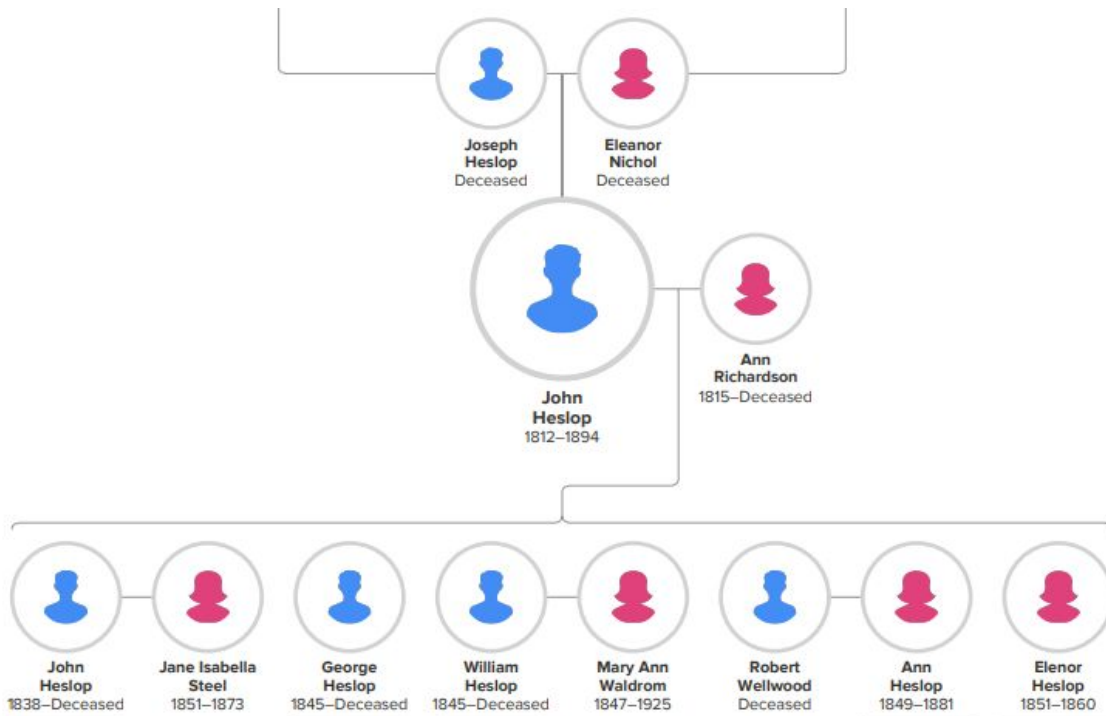 Joseph
Heslop
Deceased
Eleanor
Nichol
Deceased
John
Heslop
1812–1894
Ann
Richardson
1815–Deceased
John
Heslop
1838–Deceased
Jane Isabella
Steel
1851–1873
George
Heslop
1845–Deceased
William
Heslop
1845–Deceased
Mary Ann
Waldrom
1847–1925
Robert
Wellwood
Deceased
Ann
Heslop
1849–1881
Elenor
Heslop
1851–1860